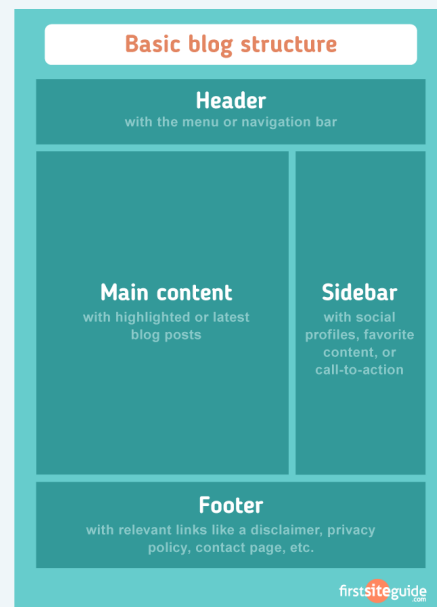 Basic blog structure
Header
with the menu or navigation bar
Main content
with highlighted or latest
blog posts
Sidebar
with social
profiles, favorite
content, or
call-to-action
Footer
with relevant links like a disclaimer, privacy
policy, contact page, etc.
firstsiteguide
.com